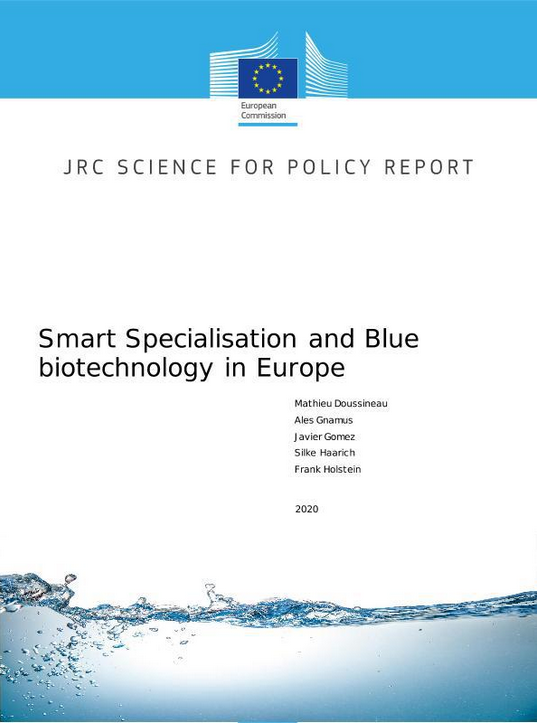 European
Commission
JRC SCIENCE FOR POLICY REPORT
Smart Specialisation and Blue
biotechnology in Europe
Mathieu Doussineau
Ales Gnamus
Javier Gomez
Silke Haarich
Frank Holstein
2020